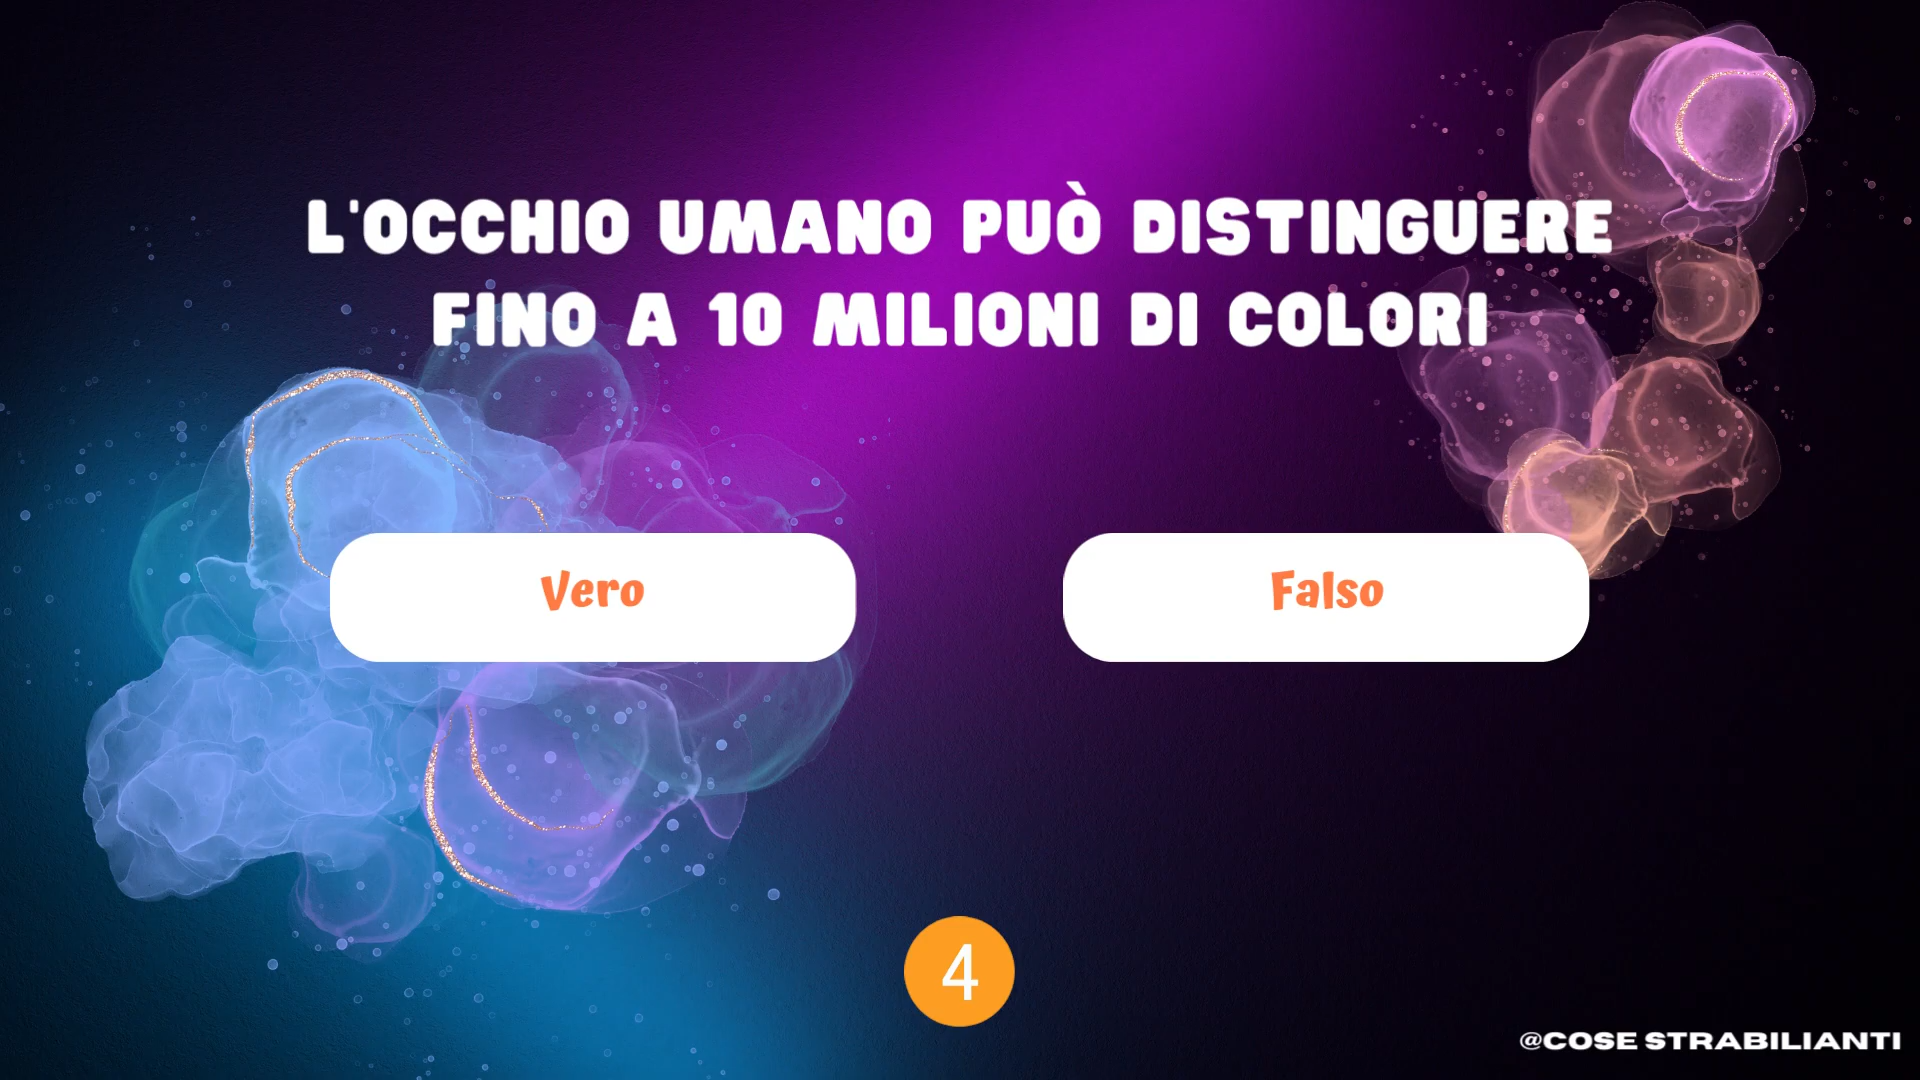 L'OCCHIO UMANO PUÒ DISTINGUERE
FINO A 10 MILIONI DI COLORI
Vero
Falso
4
@COSE STRABILIANTI